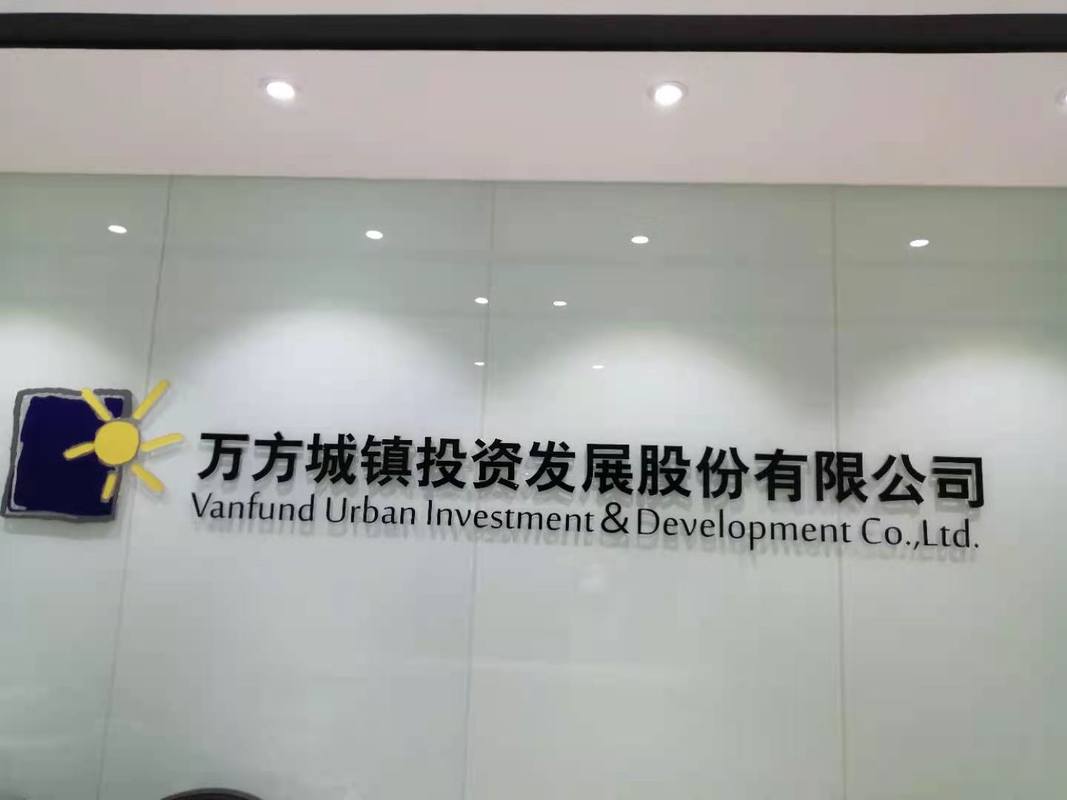 万方城镇投资发展股份有限公司
Vanfund Urban Investment & Development Co.,Ltd.